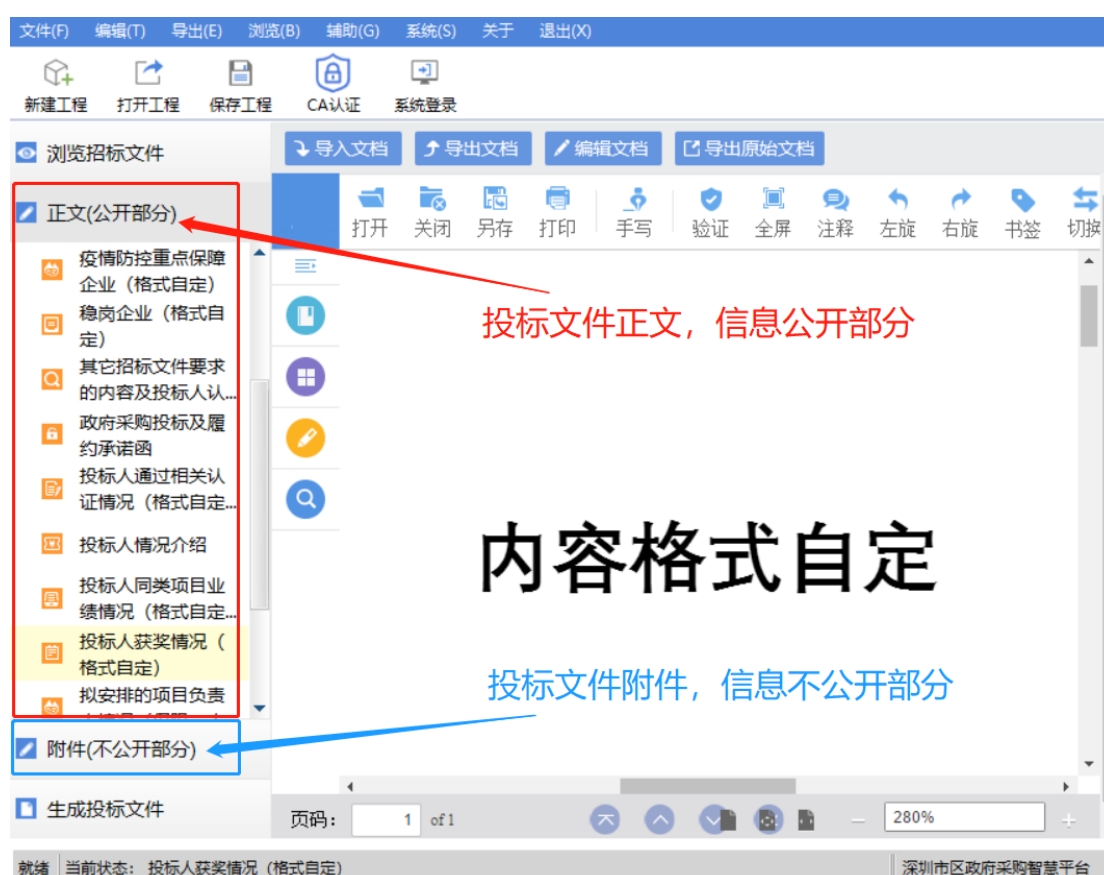 文件(F) 编辑(T) 导出(E) 浏览(B) 辅助(G) 系统(S) 关于 退出(X)
新建工程 打开工程 保存工程 CA认证 系统登录
浏览招标文件
导入文档 导出文档 编辑文档 导出原始文档
正文(公开部分)
打开 关闭 另存 打印 手写 验证 全屏 注释 左旋 右旋 书签 切换
疫情防控重点保障
企业（格式自定）
稳岗企业（格式自
定）
其它招标文件要求
的内容及投标人认...
政府采购投标及履
约承诺函
投标人通过相关认
证情况（格式自定...
投标人情况介绍
投标人同类项目业
绩情况（格式自定...
投标人获奖情况（
格式自定）
拟安排的项目负责
投标文件正文，信息公开部分
内容格式自定
投标文件附件，信息不公开部分
附件(不公开部分)
生成投标文件
页码： 1 of 1 280%
就绪 当前状态： 投标人获奖情况（格式自定） 深圳市区政府采购智慧平台